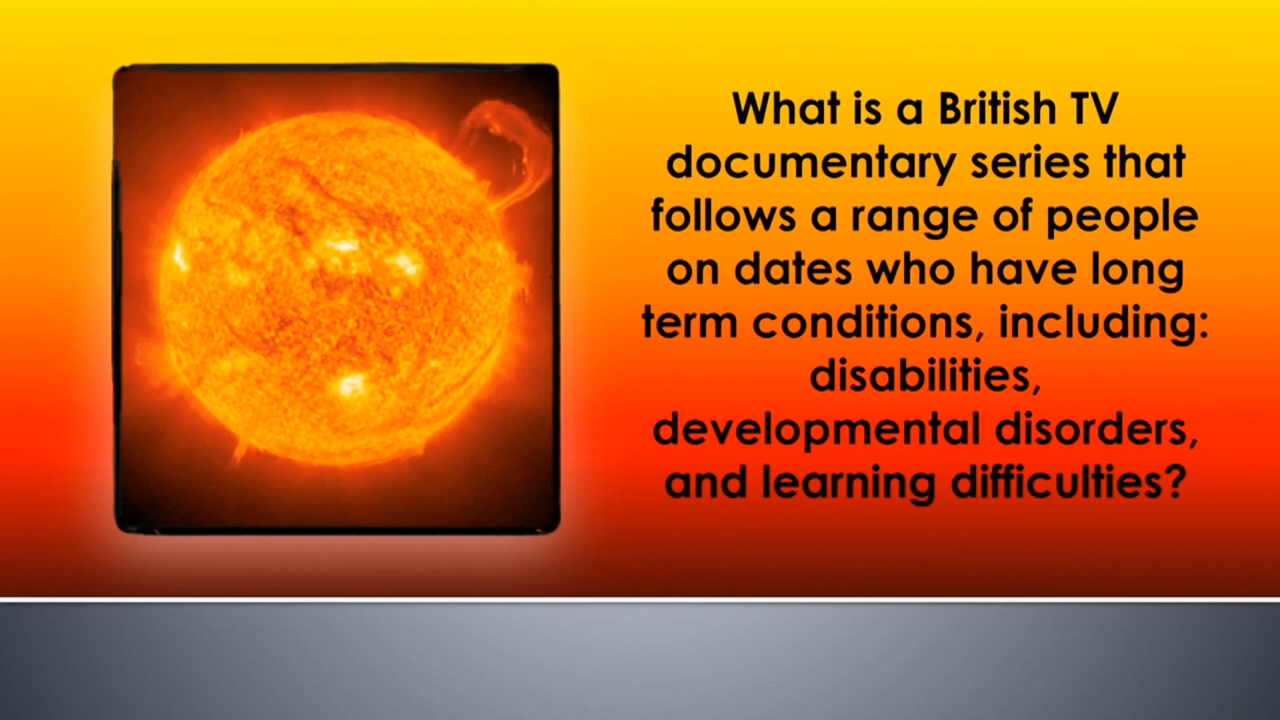 What is a British TV
documentary series that
follows a range of people
on dates who have long
term conditions, including:
disabilities,
developmental disorders,
and learning difficulties?